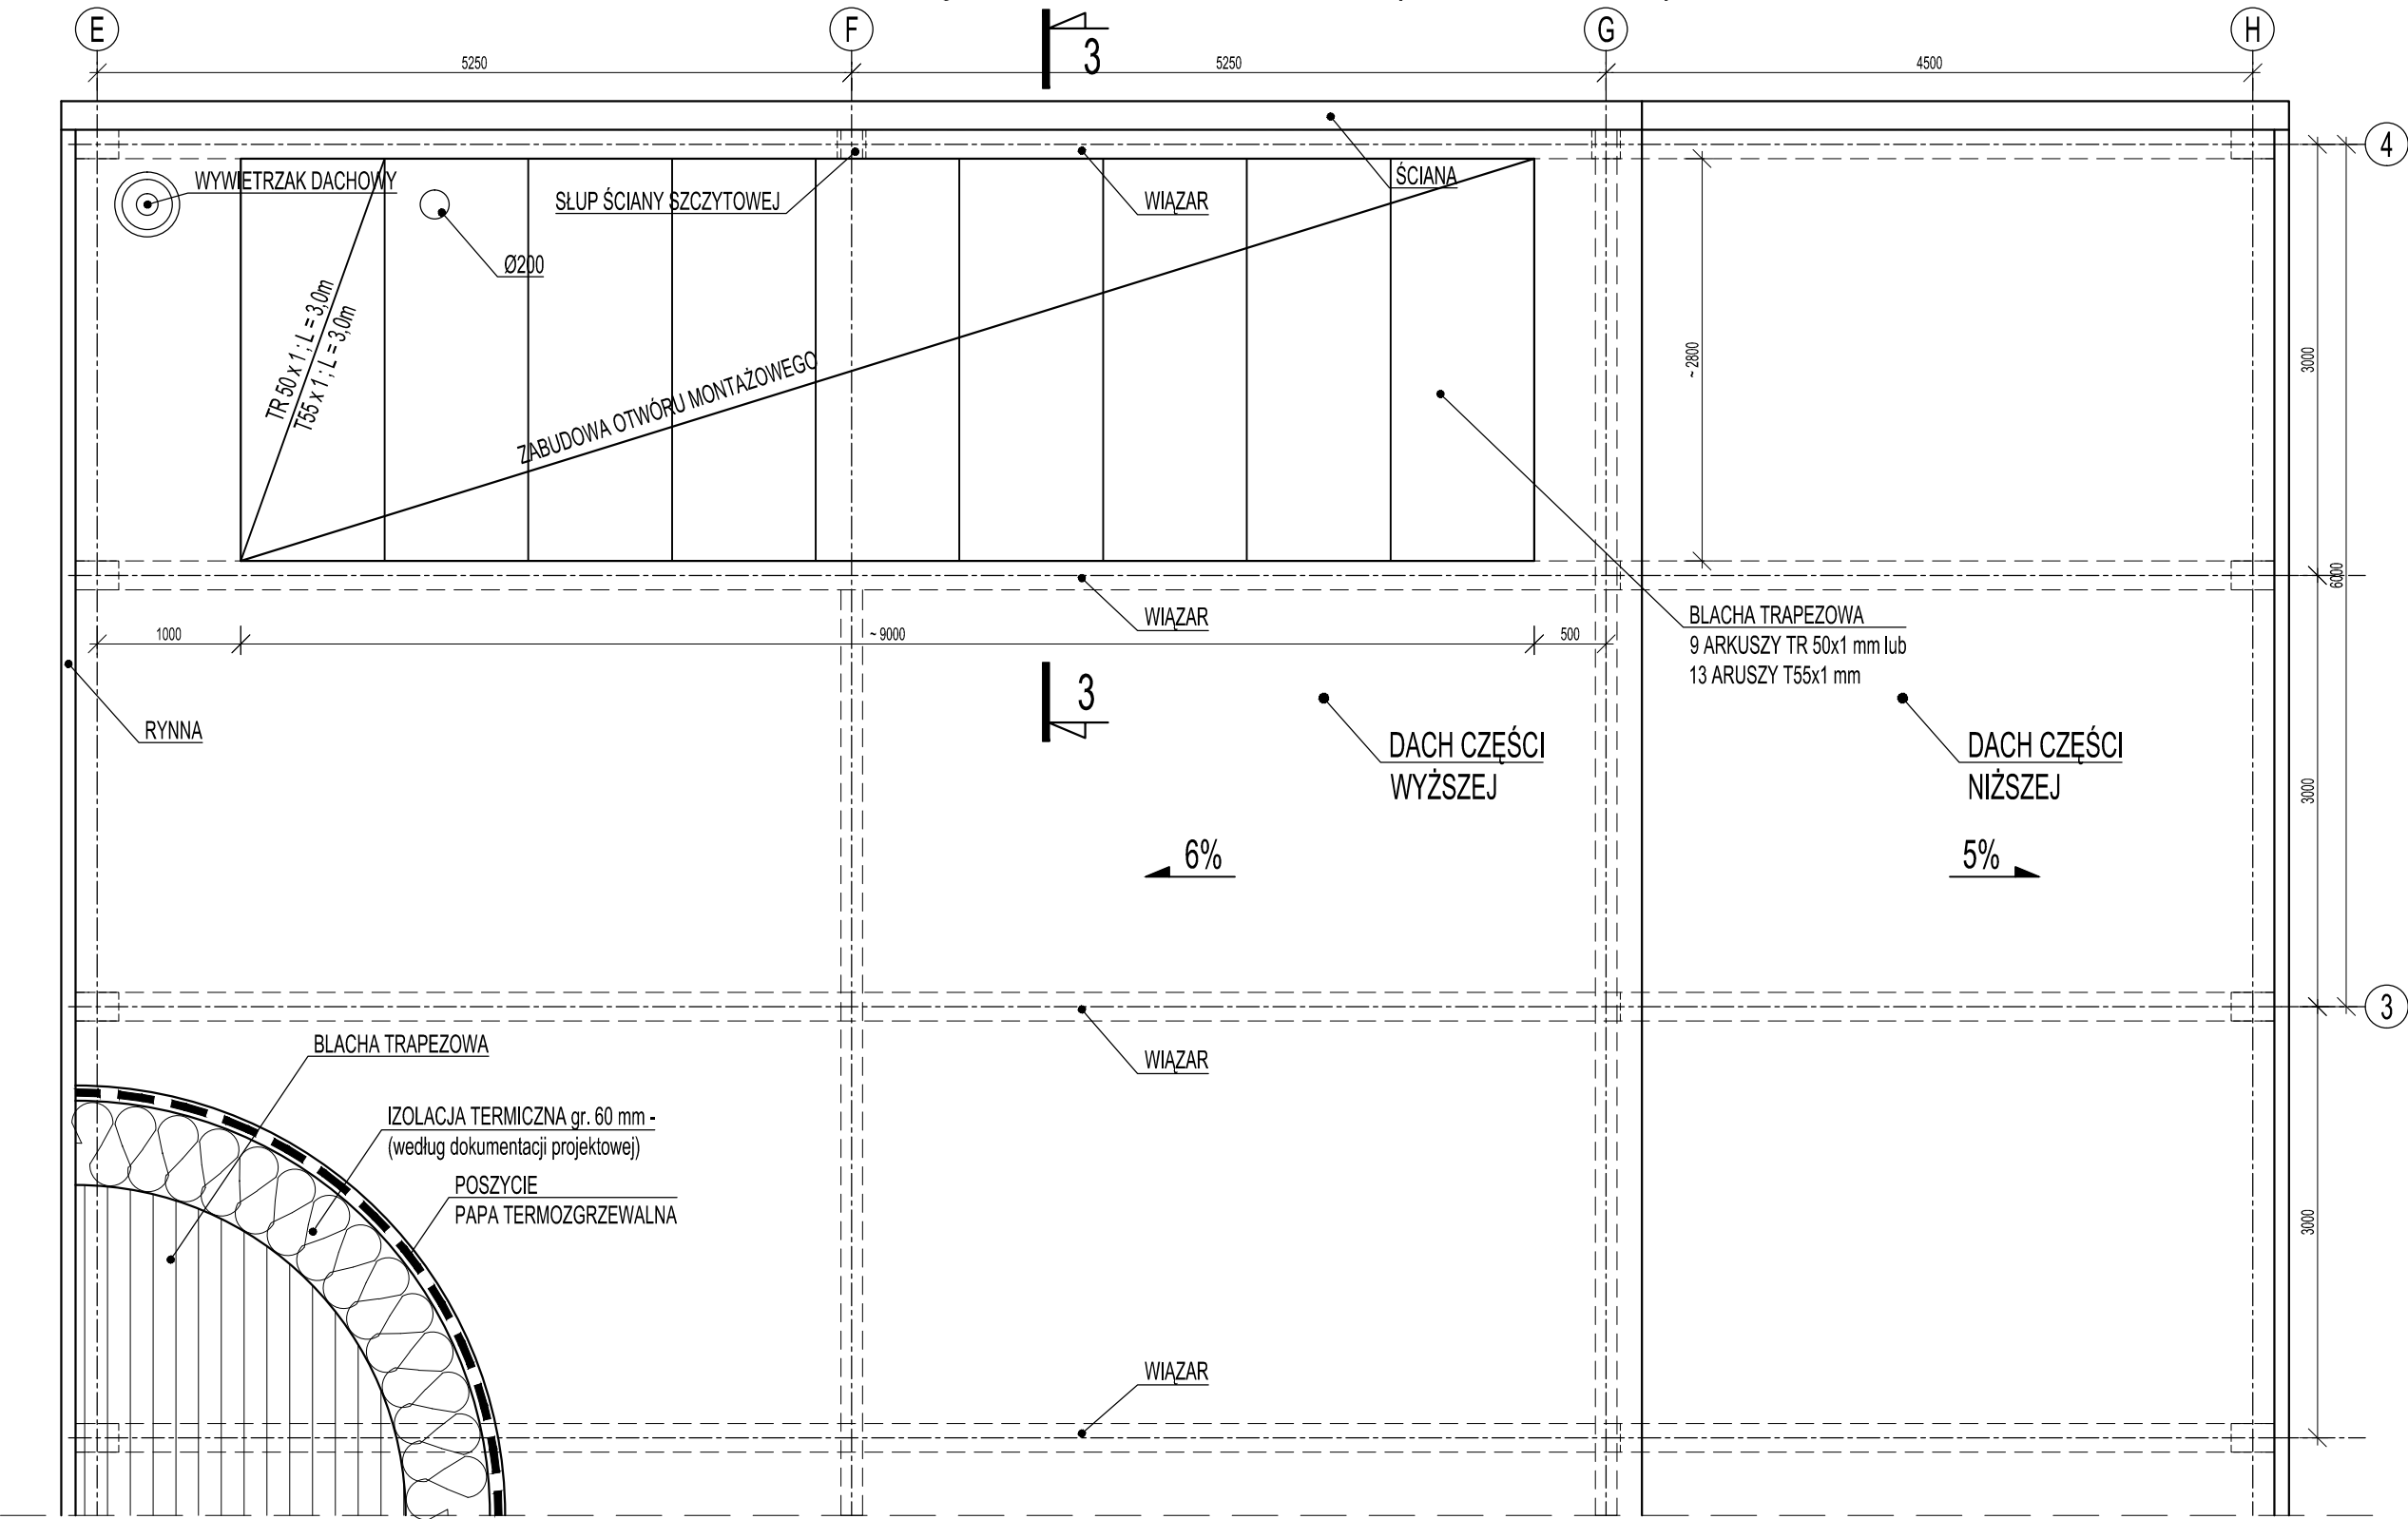 E
F
G
H
3
5250
5250
4500
4
WYWIETRZAK DACHOWY
SŁUP ŚCIANY SZCZYTOWEJ
WIĄZAR
ŚCIANA
Ø200
TR 50 x 1 ; L = 3,0m
T55 x 1 ; L = 3,0m
ZABUDOWA OTWÓRU MONTAŻOWEGO
~ 2800
3000
6000
WIĄZAR
BLACHA TRAPEZOWA
9 ARKUSZY TR 50x1 mm lub
13 ARUSZY T55x1 mm
1000
~ 9000
500
3
RYNNA
DACH CZĘŚCI
WYŻSZEJ
DACH CZĘŚCI
NIŻSZEJ
3000
6%
5%
3
BLACHA TRAPEZOWA
WIĄZAR
IZOLACJA TERMICZNA gr. 60 mm -
(według dokumentacji projektowej)
POSZYCIE
PAPA TERMOZGRZEWALNA
3000
WIĄZAR